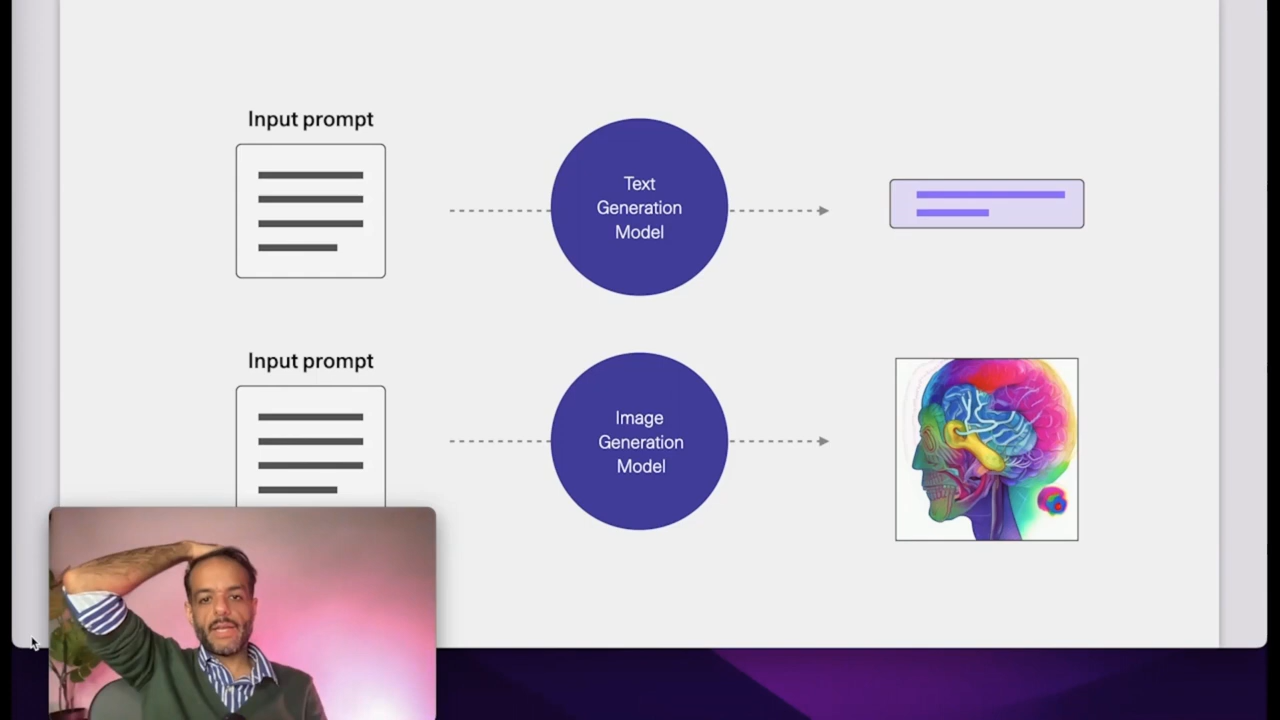 Input prompt
Text
Generation
Model
Input prompt
Image
Generation
Model